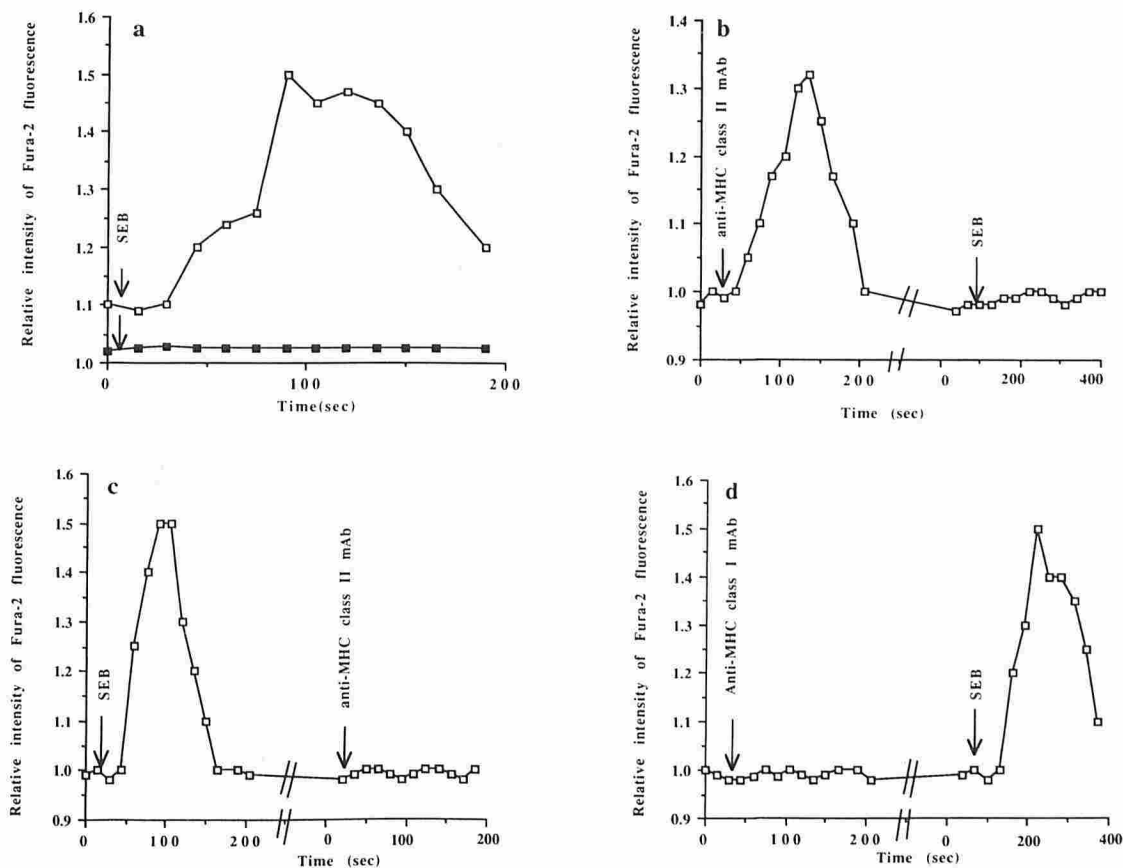 a
Relative intensity of Fura-2 fluorescence
1.6
1.5
1.4
1.3
1.2
1.1
1.0
SEB
0
100
200
Time(sec)
b
Relative intensity of Fura-2 fluorescence
1.4
1.3
1.2
1.1
1.0
0.9
anti-MHC class II mAb
SEB
0
100
200
0
200
400
Time (sec)
c
Relative intensity of Fura-2 fluorescence
1.6
1.5
1.4
1.3
1.2
1.1
1.0
0.9
SEB
anti-MHC class II mAb
0
100
200
0
100
200
Time (sec)
d
Relative intensity of Fura-2 fluorescence
1.6
1.5
1.4
1.3
1.2
1.1
1.0
0.9
Anti-MHC class I mAb
SEB
0
100
200
0
200
400
Time (sec)